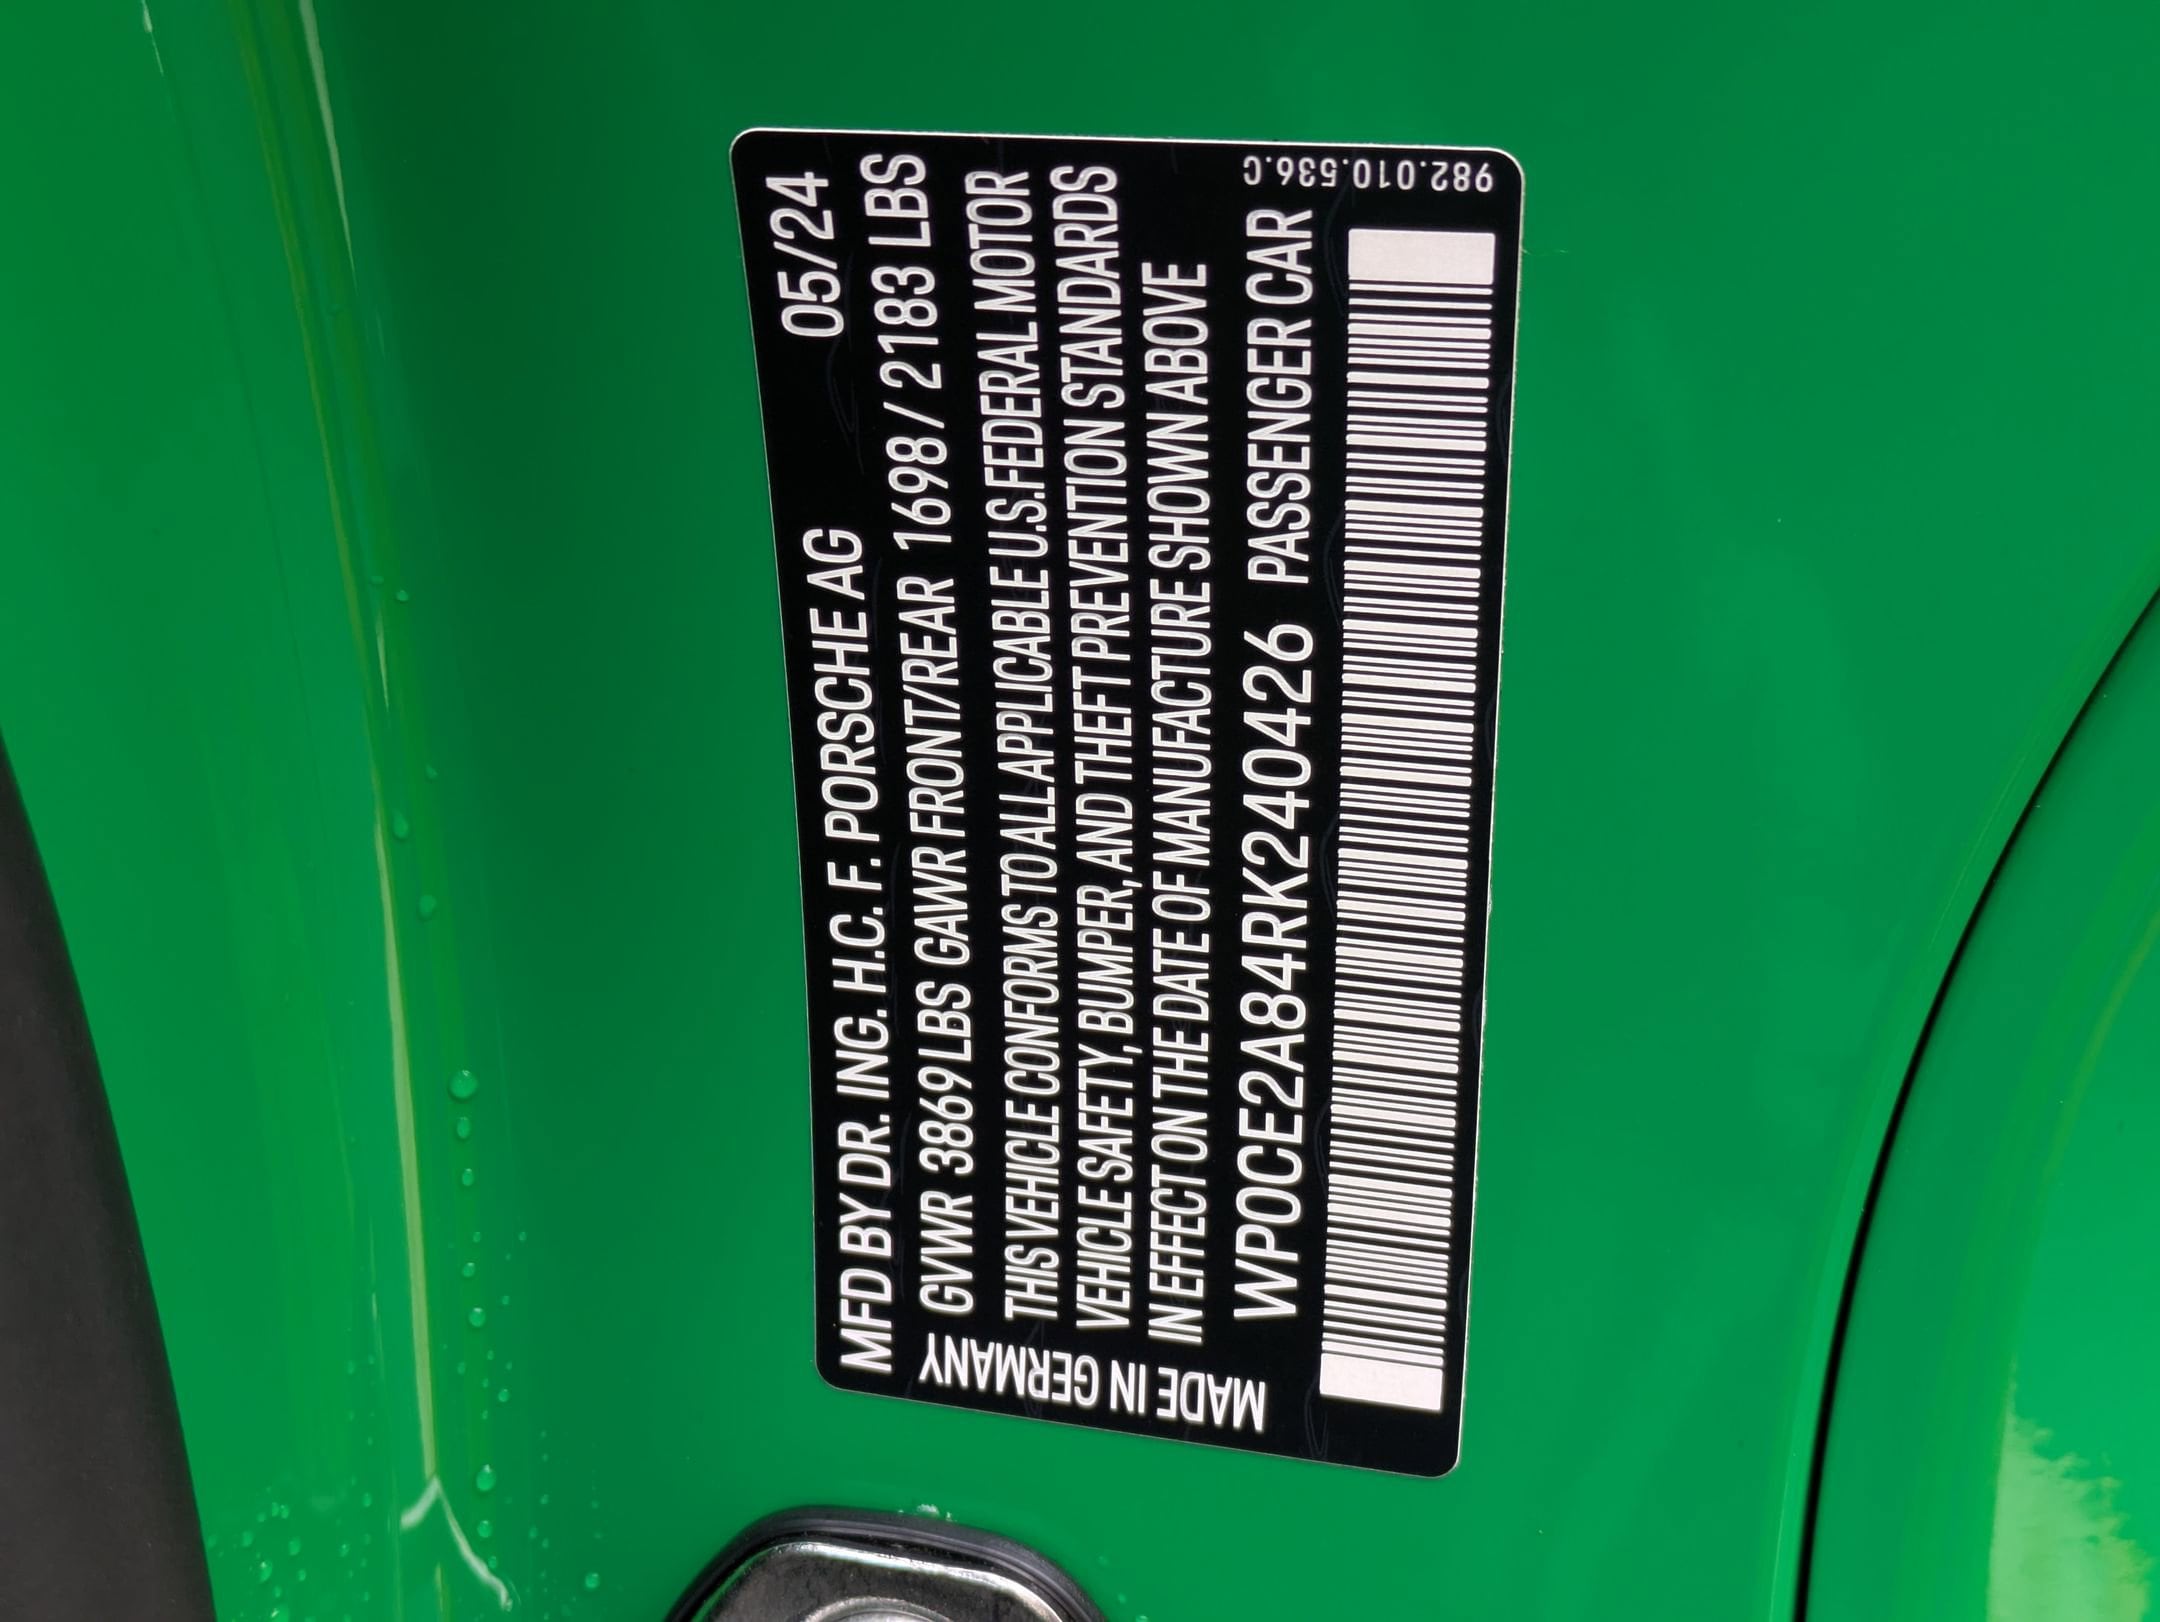 MFD BY DR. ING. H.C. F. PORSCHE AG 05/24
GVWR 3869 LBS GAWR FRONT/REAR 1698 / 2183 LBS
THIS VEHICLE CONFORMS TO ALL APPLICABLE U.S. FEDERAL MOTOR
VEHICLE SAFETY, BUMPER, AND THEFT PREVENTION STANDARDS
IN EFFECT ON THE DATE OF MANUFACTURE SHOWN ABOVE
WP0CE2A84RK240426 PASSENGER CAR
MADE IN GERMANY
982.010.536.C